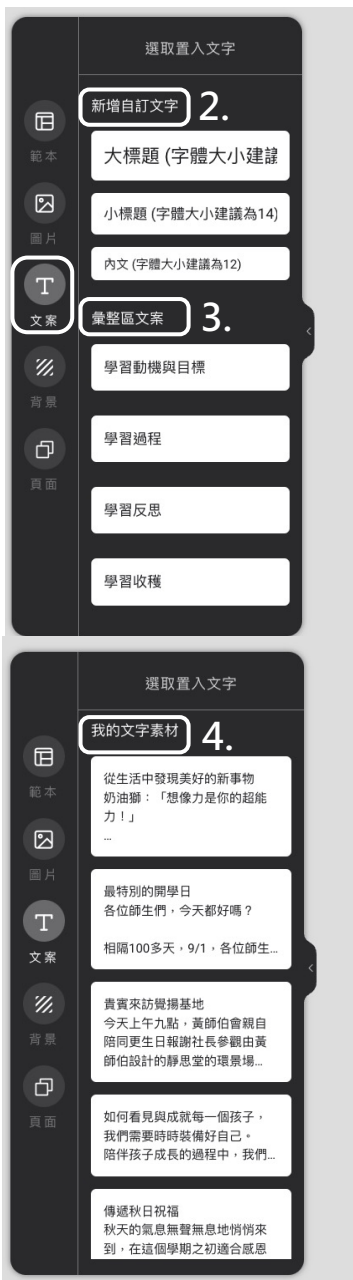 選取置入文字
新增自訂文字 2.
範本
大標題 (字體大小建議
小標題 (字體大小建議為14)
圖片
內文 (字體大小建議為12)
文案
彙整區文案 3.
學習動機與目標
背景
學習過程
頁面
學習反思
學習收穫
選取置入文字
我的文字素材 4.
範本
從生活中發現美好的新事物
奶油獅：「想像力是你的超能
力！」
...
圖片
最特別的開學日
各位師生們，今天都好嗎？
相隔100多天，9/1，各位師生...
文案
貴賓來訪覺揚基地
今天上午九點，黃師伯會親自
陪同更生日報謝社長參觀由黃
師伯設計的靜思堂的環景場...
背景
如何看見與成就每一個孩子，
我們需要時時裝備好自己。
陪伴孩子成長的過程中，我們...
頁面
傳遞秋日祝福
秋天的氣息無聲無息地悄悄來
到，在這個學期之初適合感恩